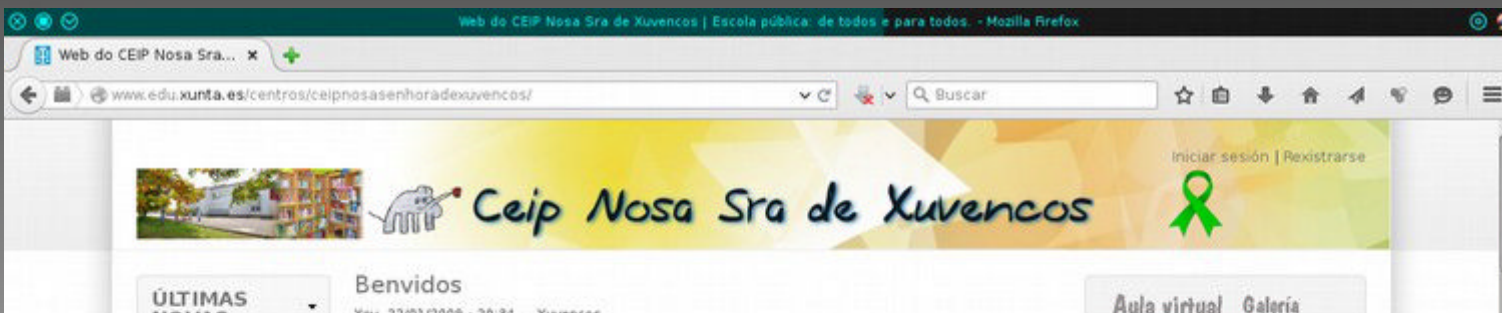 Web do CEIP Nosa Sra de Xuvencos | Escola pública: de todos e para todos. - Mozilla Firefox
Web do CEIP Nosa Sra...
www.edu.xunta.es/centros/ceipnosasenhoradexuvencos/
Buscar
Iniciar sesión | Rexistrarse
Ceip Nosa Sra de Xuvencos
ÚLTIMAS
NOVAS
Benvidos
Xuvencos
Aula virtual Galería